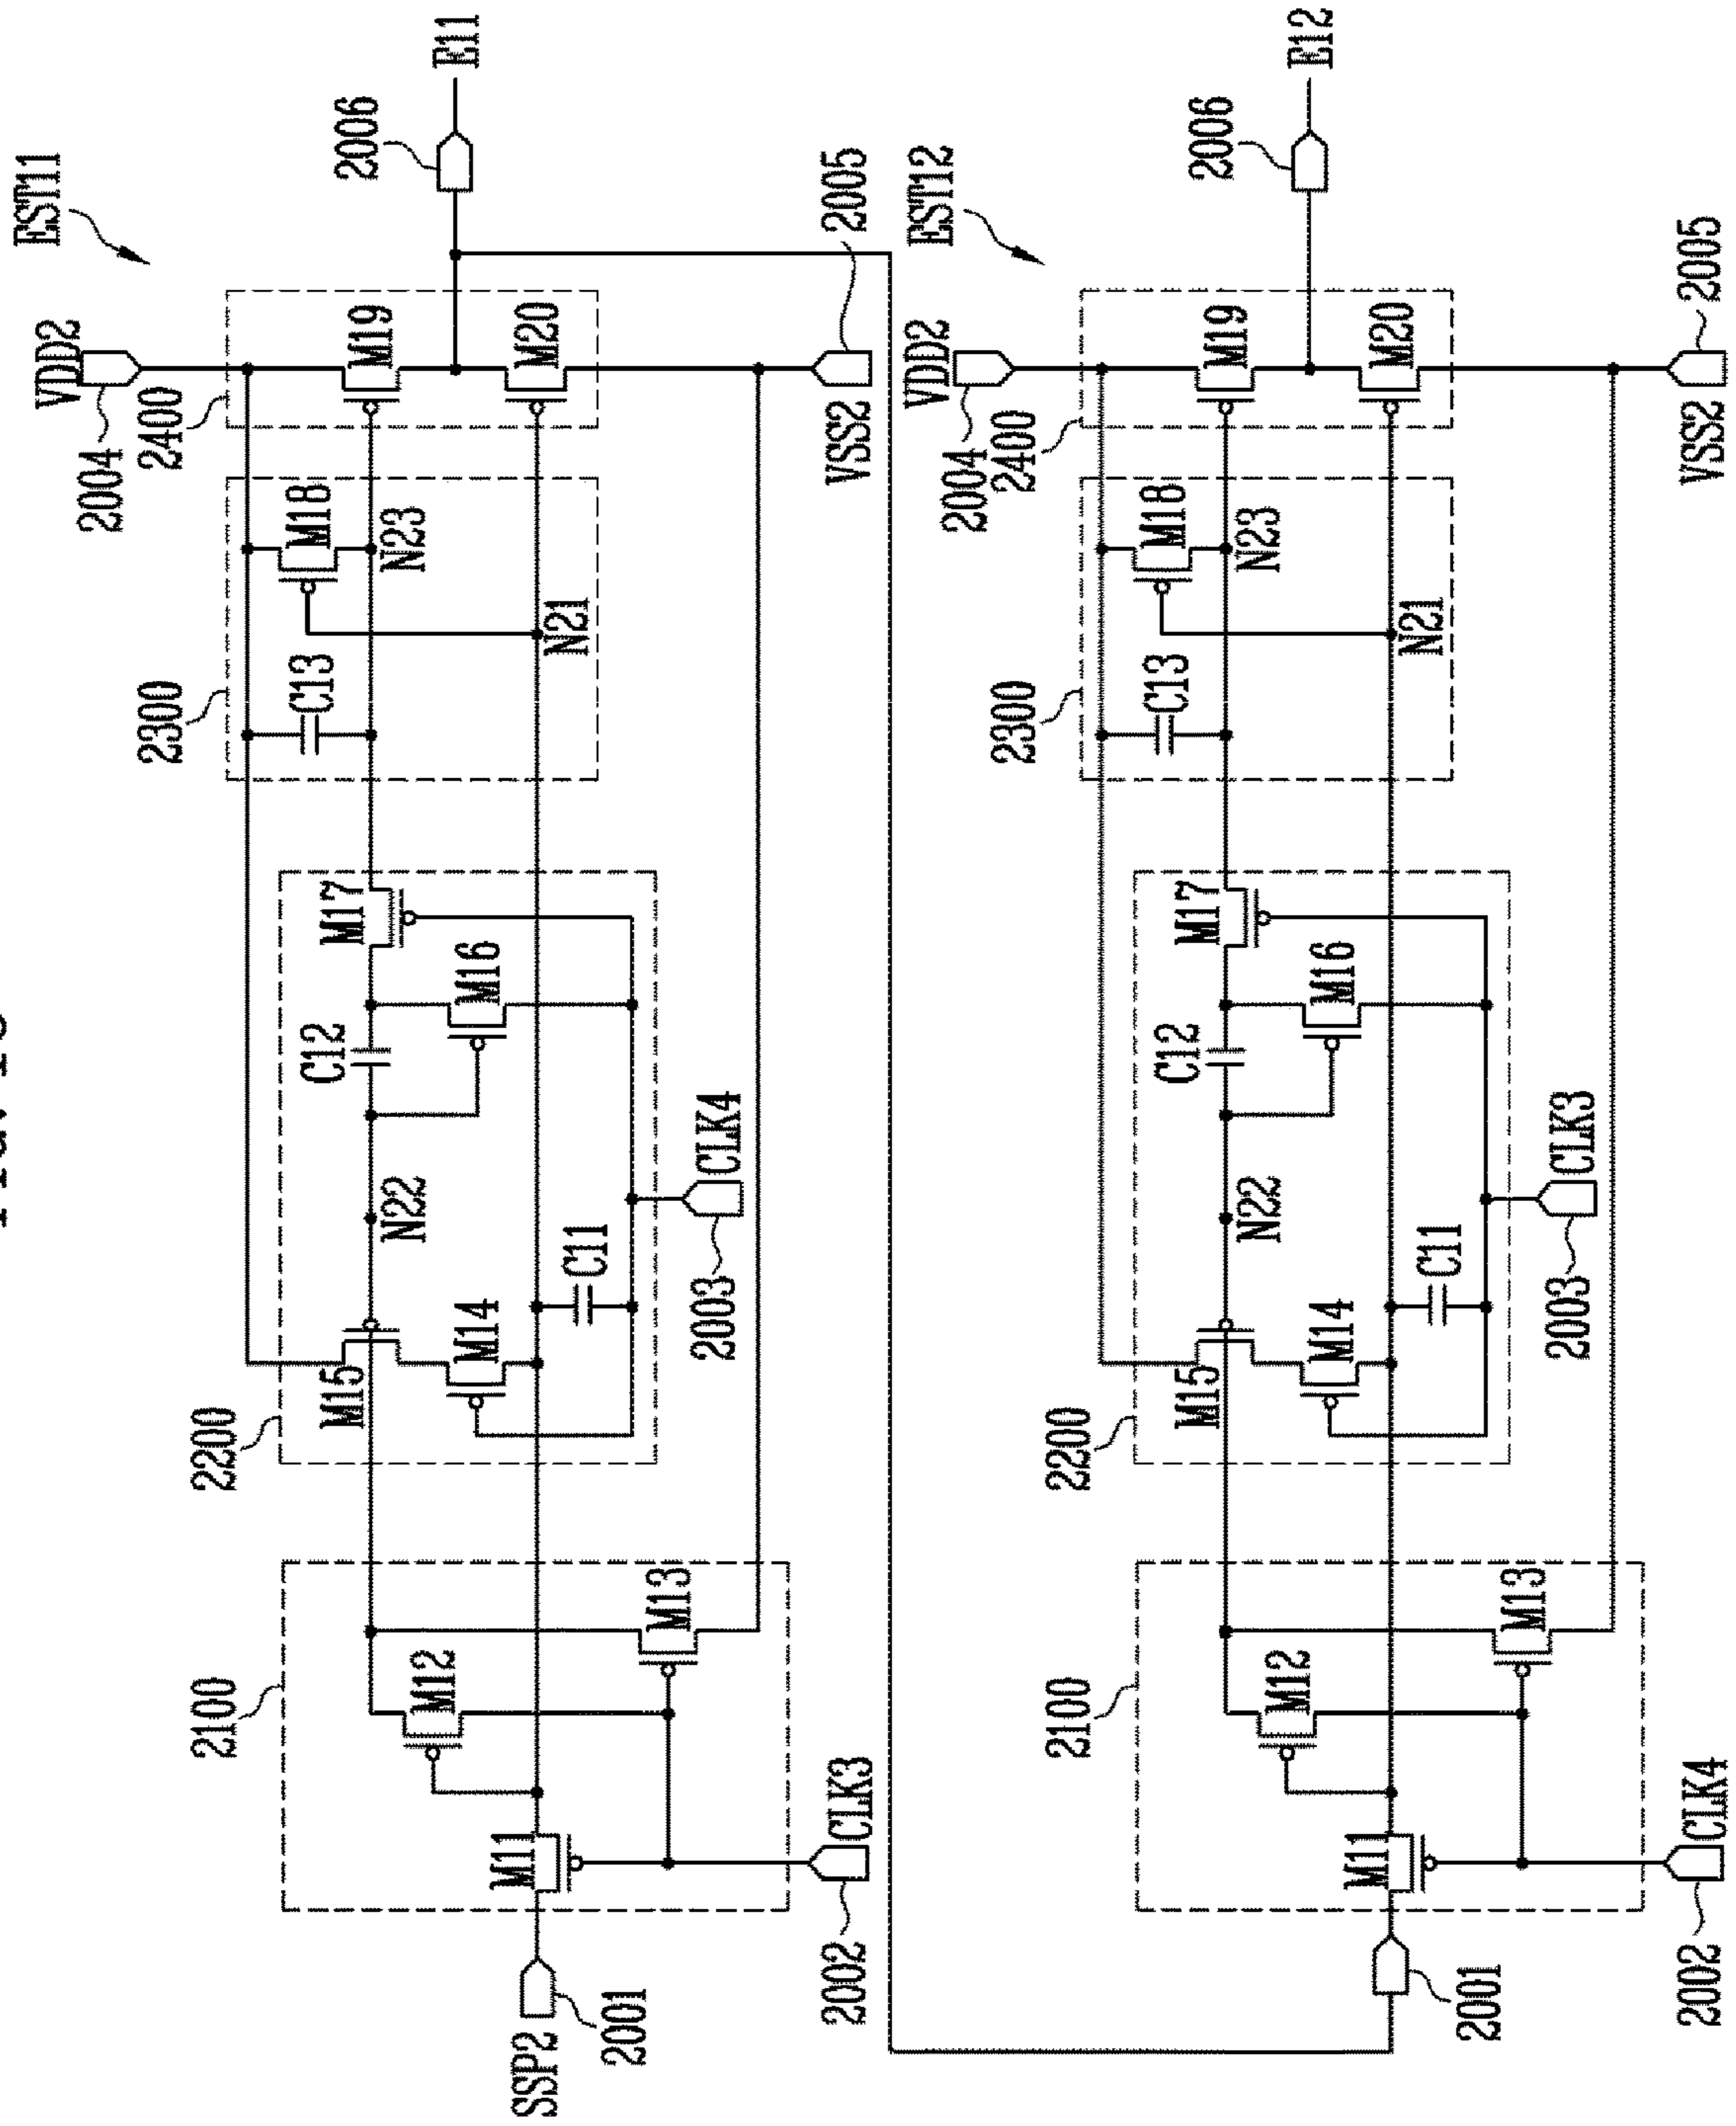 EST11
VDD2
2004
2400
M19
M20
2006
E11
2005
VSS2
2300
C13
M18
N23
N21
2200
M15
M14
N22
C12
M16
M17
C11
CLK4
2003
2100
M12
M13
M11
SSP2
2001
CLK3
2002
EST12
VDD2
2004
2400
M19
M20
2006
E12
2005
VSS2
2300
C13
M18
N23
N21
2200
M15
M14
N22
C12
M16
M17
C11
CLK3
2003
2100
M12
M13
M11
2001
CLK4
2002